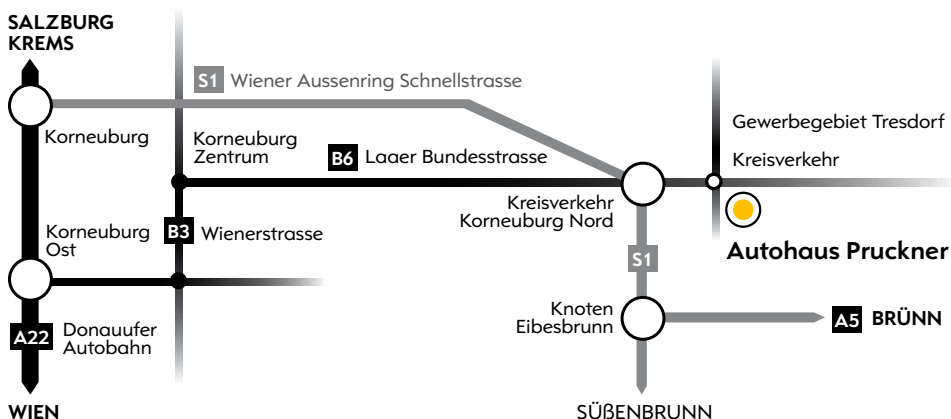 SALZBURG
KREMS
S1 Wiener Aussenring Schnellstrasse
Korneuburg
Korneuburg
Zentrum
B6 Laaer Bundesstrasse
Gewerbegebiet Tresdorf
Kreisverkehr
Kreisverkehr
Korneuburg Nord
Korneuburg
Ost
B3 Wienerstrasse
Autohaus Pruckner
S1
Knoten
Eibesbrunn
A5 BRÜNN
A22 Donauufer
Autobahn
WIEN
SÜßENBRUNN